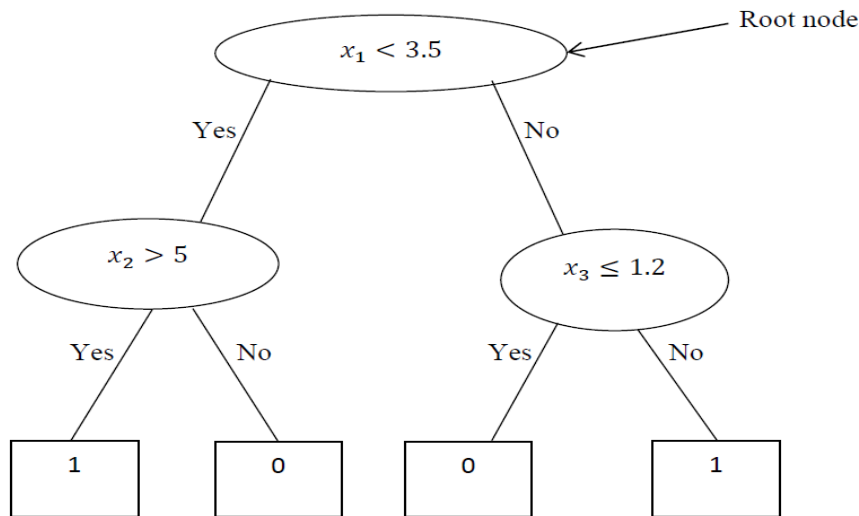 Root node
x₁ < 3.5
Yes
No
x₂ > 5
x₃ ≤ 1.2
Yes
No
Yes
No
1
0
0
1